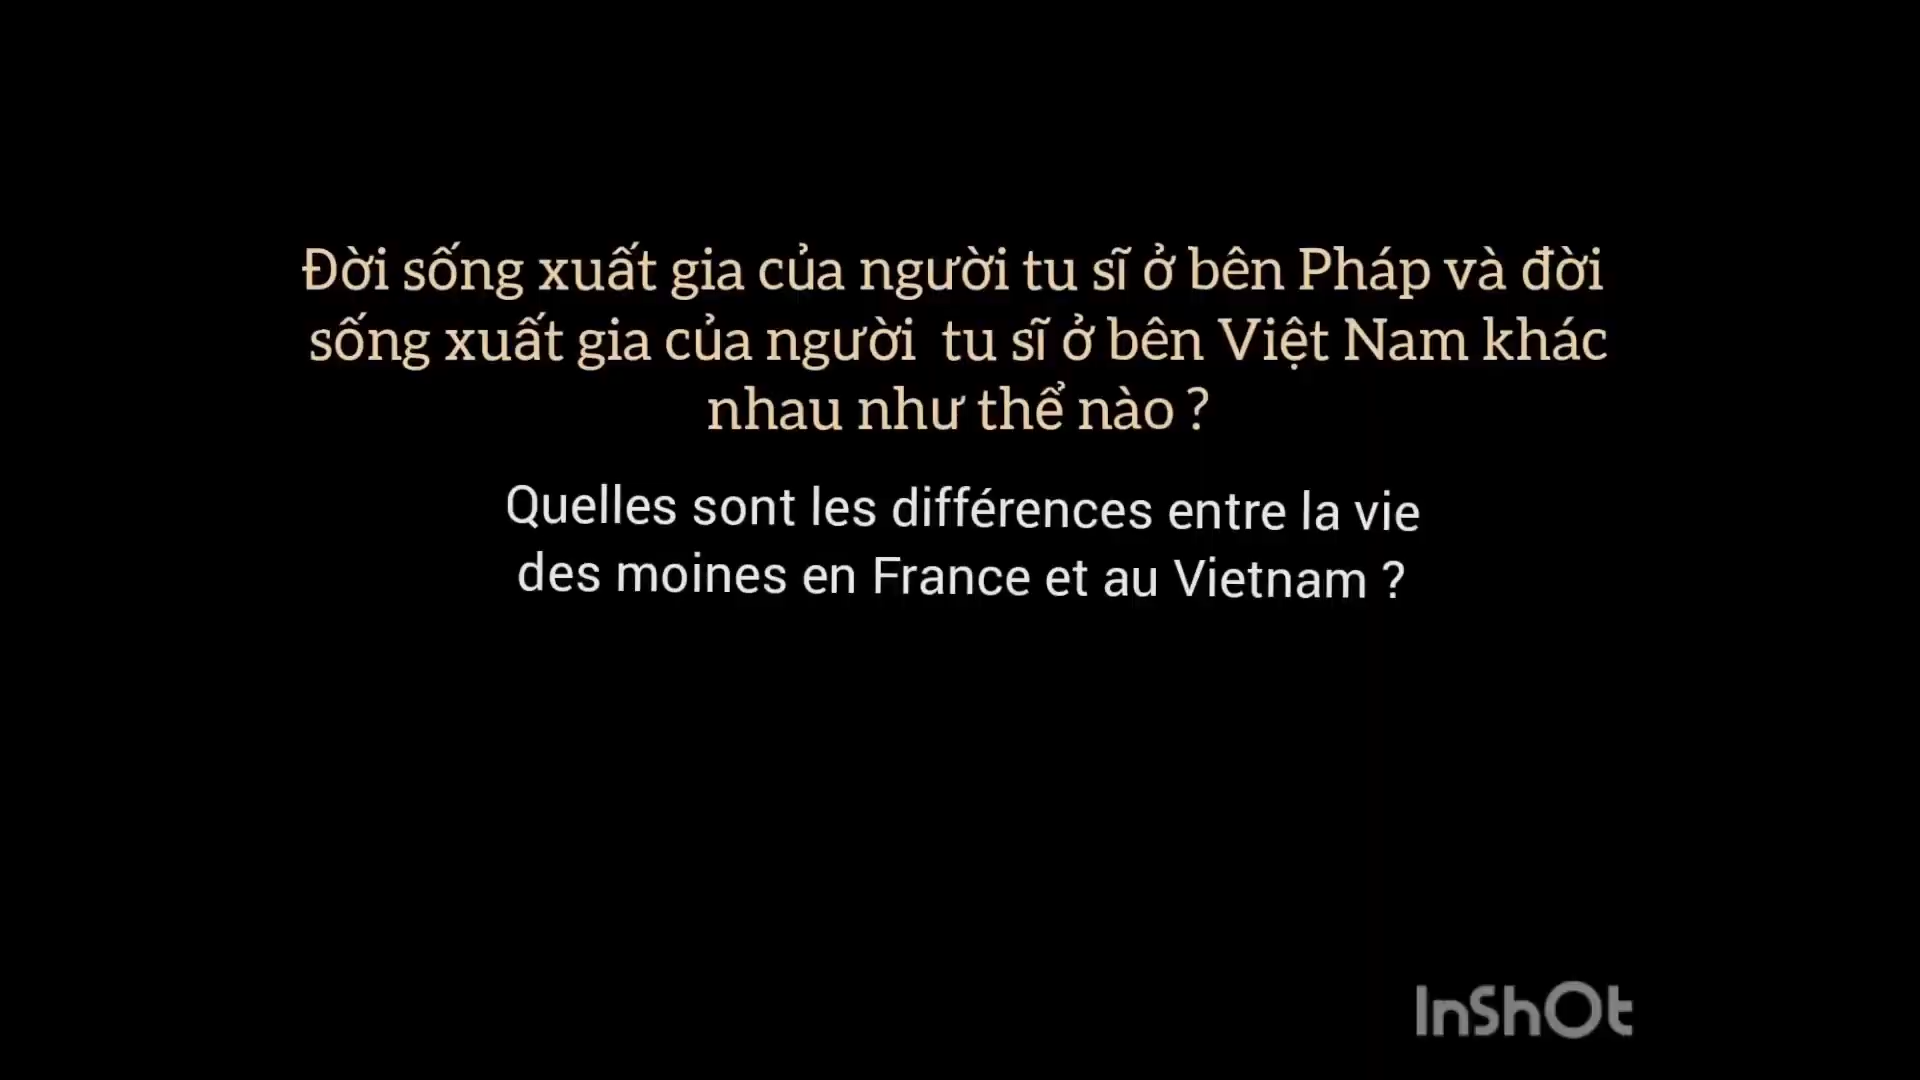 Đời sống xuất gia của người tu sĩ ở bên Pháp và đời
sống xuất gia của người tu sĩ ở bên Việt Nam khác
nhau như thể nào ?
Quelles sont les différences entre la vie
des moines en France et au Vietnam ?
InShOt